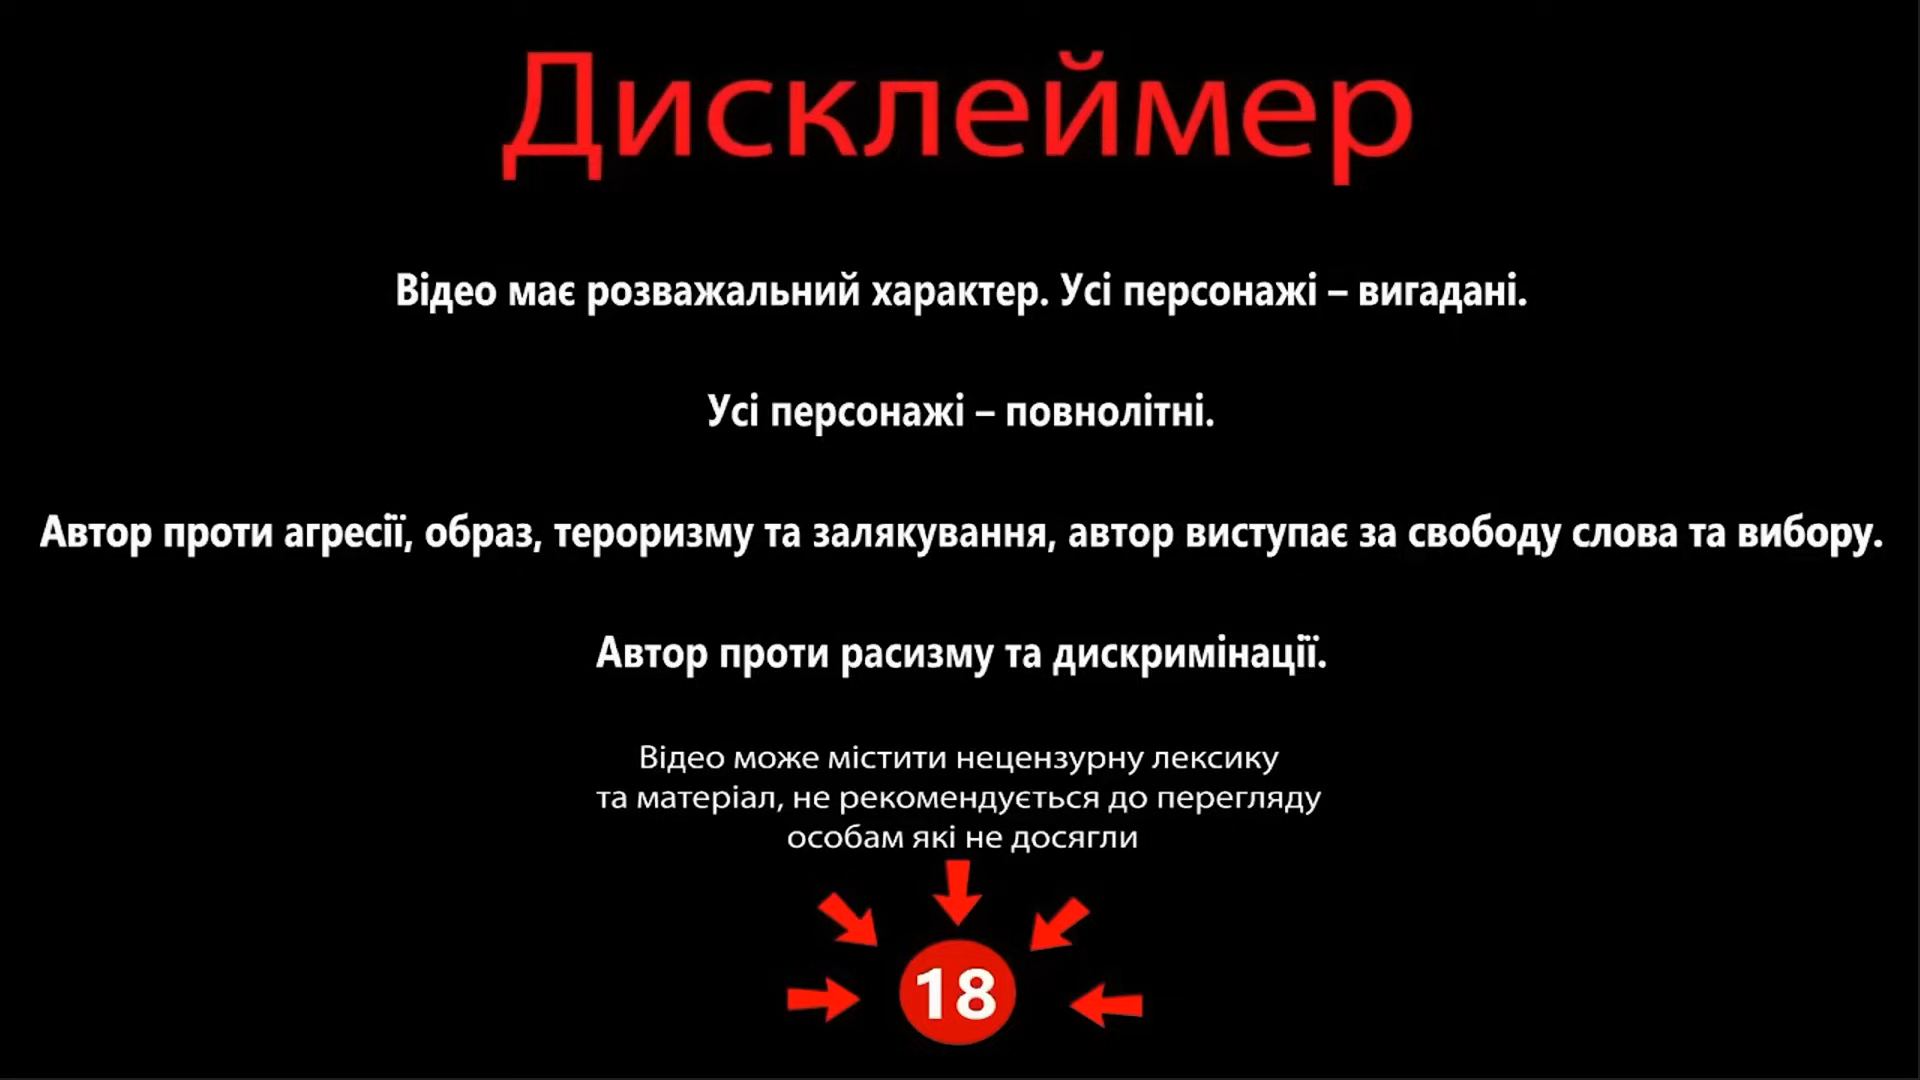 Дисклеймер
Відео має розважальний характер. Усі персонажі – вигадані.
Усі персонажі – повнолітні.
Автор проти агресії, образ, тероризму та залякування, автор виступає за свободу слова та вибору.
Автор проти расизму та дискримінації.
Відео може містити нецензурну лексику
та матеріал, не рекомендується до перегляду
особам які не досягли
18